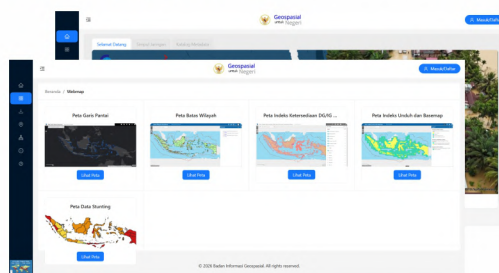 Geospasial
untuk Negeri
Masuk/Daftar
Selamat Datang
Geospasial
untuk Negeri
Masuk/Daftar
Beranda / Webmap
Peta Garis Pantai
Peta Batas Wilayah
Peta Indeks Ketersediaan DG/IG ...
Peta Indeks Unduh dan Basemap
Lihat Peta
Lihat Peta
Lihat Peta
Lihat Peta
Peta Data Stunting
Lihat Peta
Badan Informasi Geospasial. All rights reserved